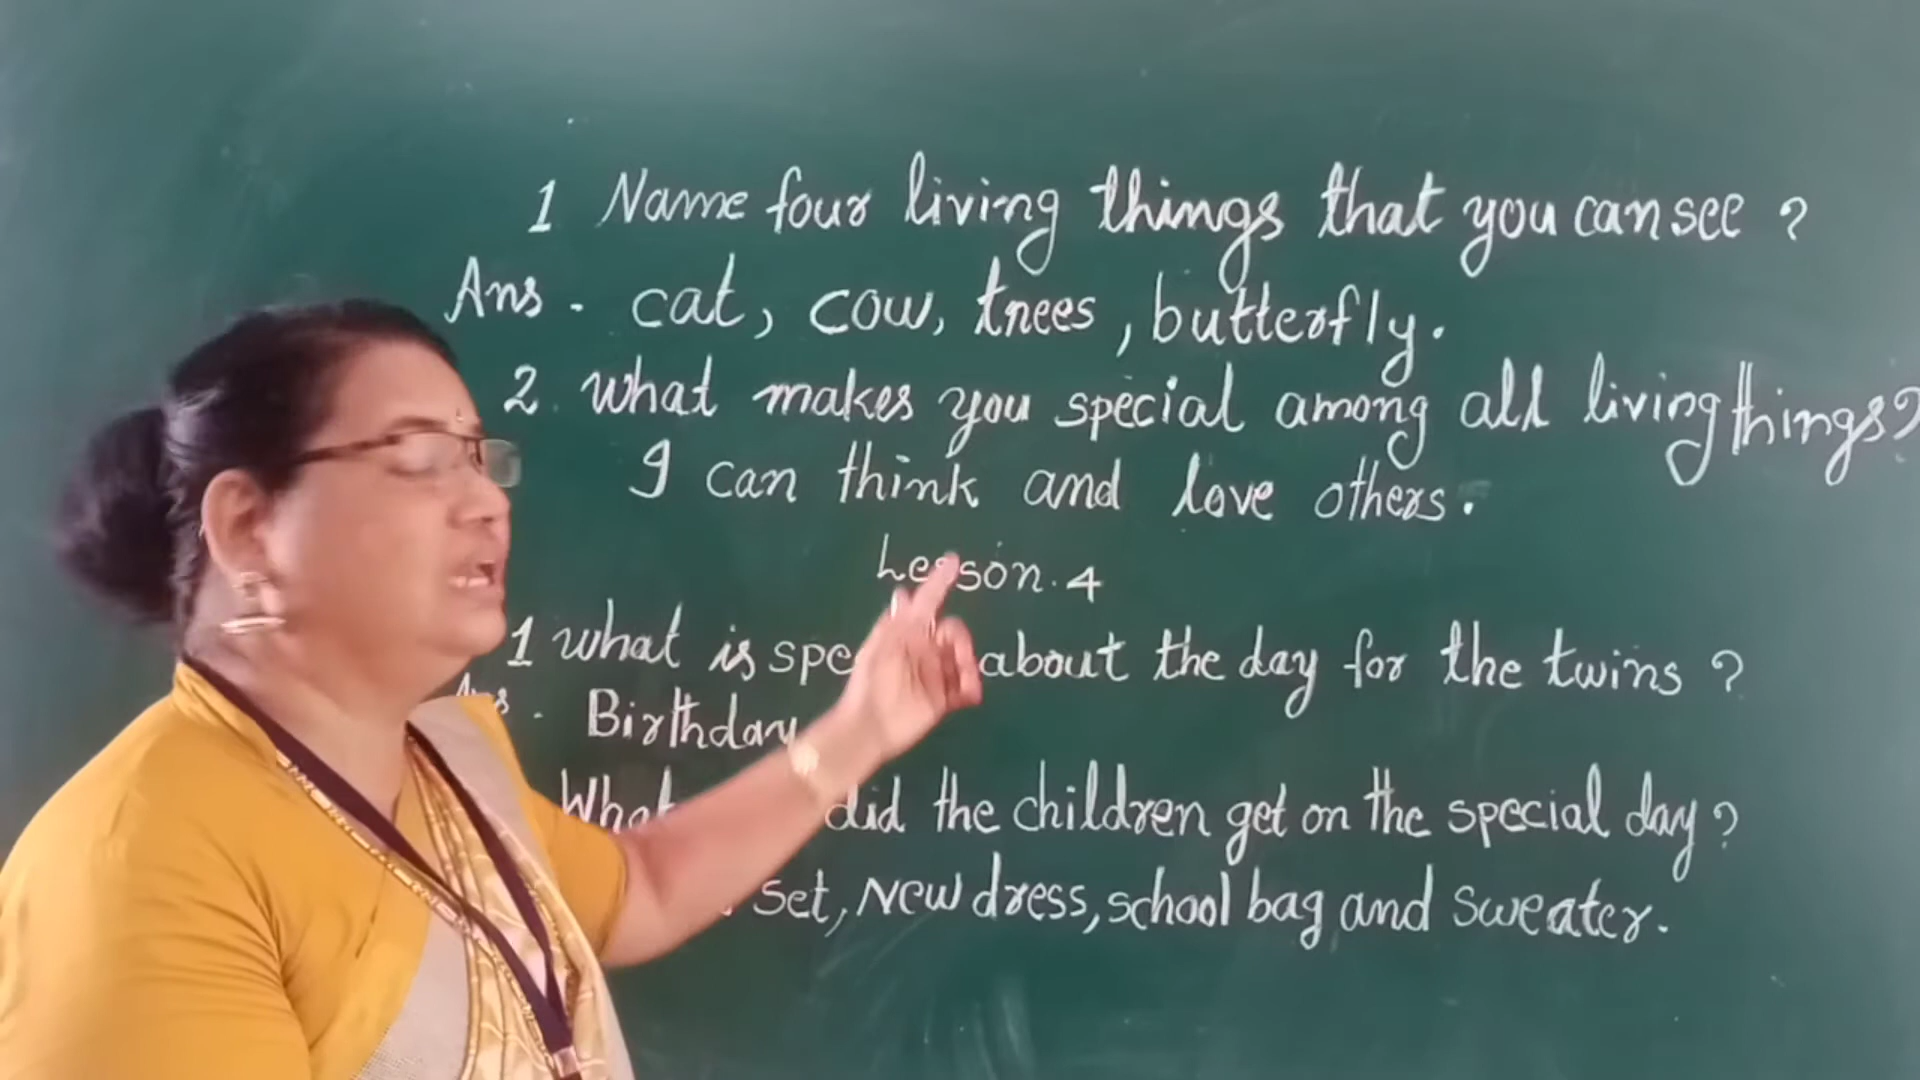 1 Name four living things that you can see ?
Ans . cat, cow, trees, butterfly.
2. what makes you special among all living things?
I can think and love others.
Lesson. 4
1 what is about the day for the twins ?
. Birthday
What did the children get on the special day?
set, New dress, school bag and sweater.